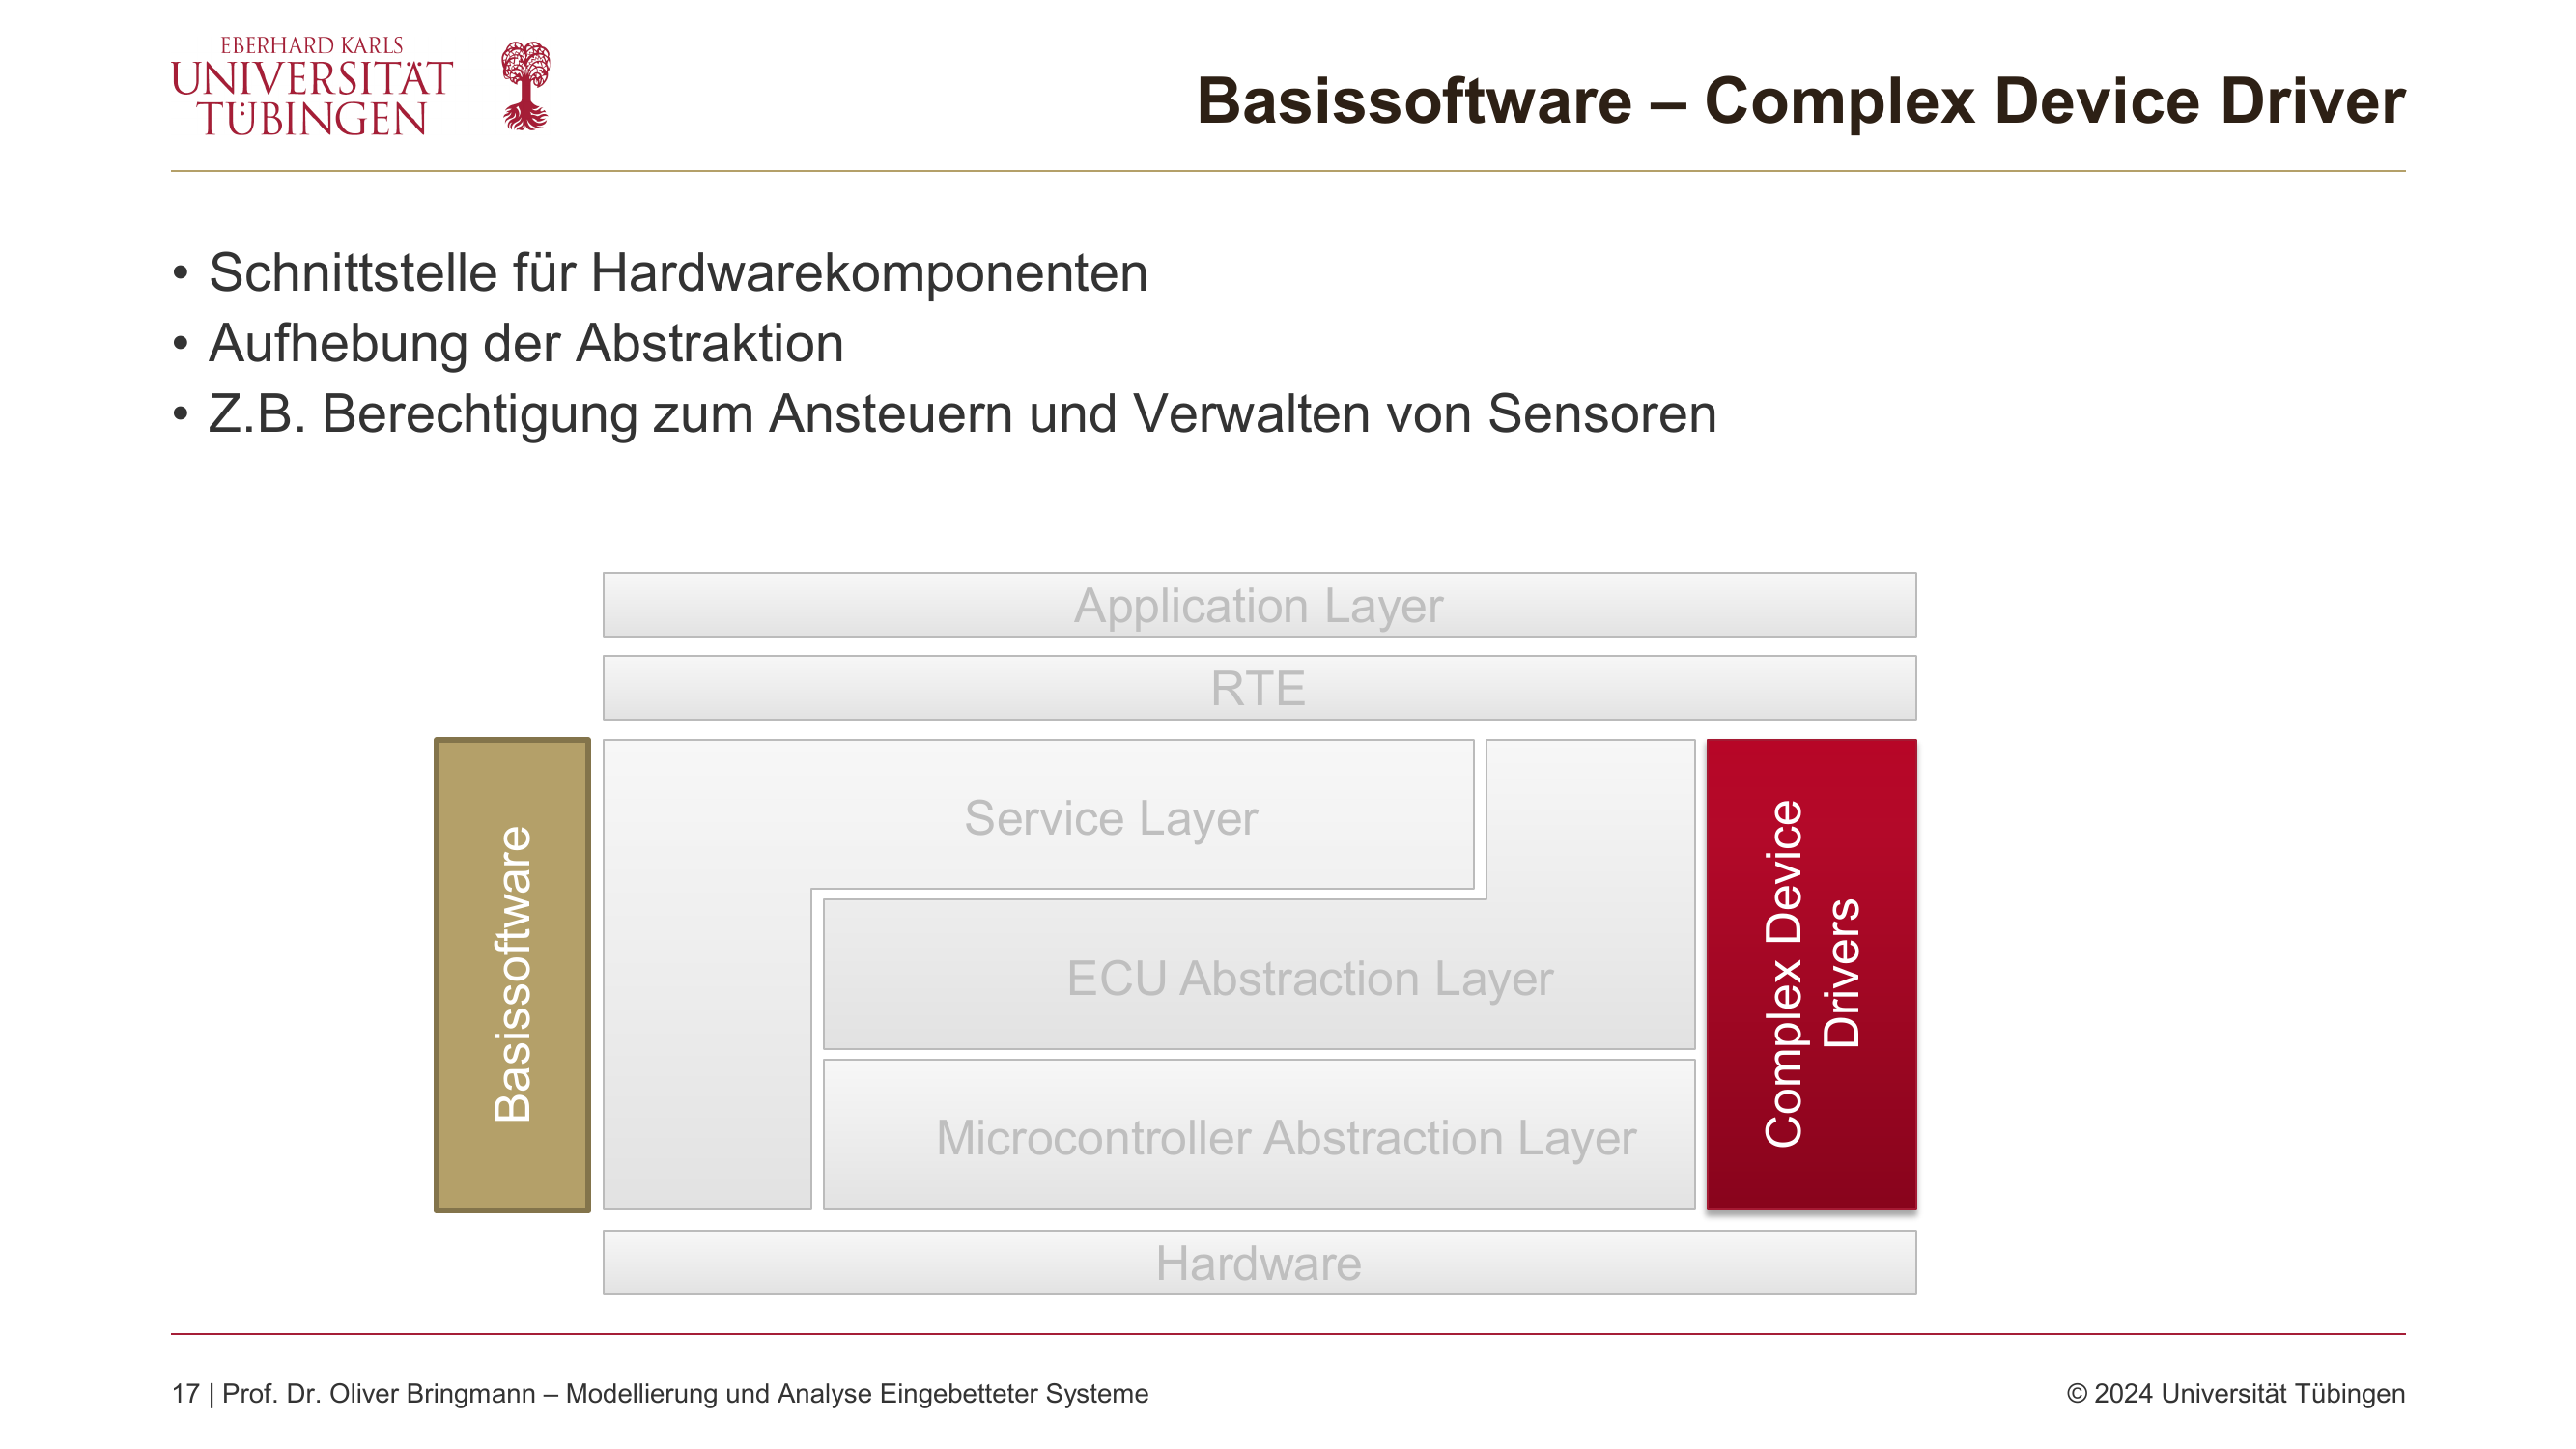 EBERHARD KARLS
UNIVERSITÄT
TÜBINGEN
Basissoftware – Complex Device Driver
• Schnittstelle für Hardwarekomponenten
• Aufhebung der Abstraktion
• Z.B. Berechtigung zum Ansteuern und Verwalten von Sensoren
Application Layer
RTE
Basissoftware
Service Layer
ECU Abstraction Layer
Microcontroller Abstraction Layer
Complex Device
Drivers
Hardware
17 | Prof. Dr. Oliver Bringmann – Modellierung und Analyse Eingebetteter Systeme
© 2024 Universität Tübingen